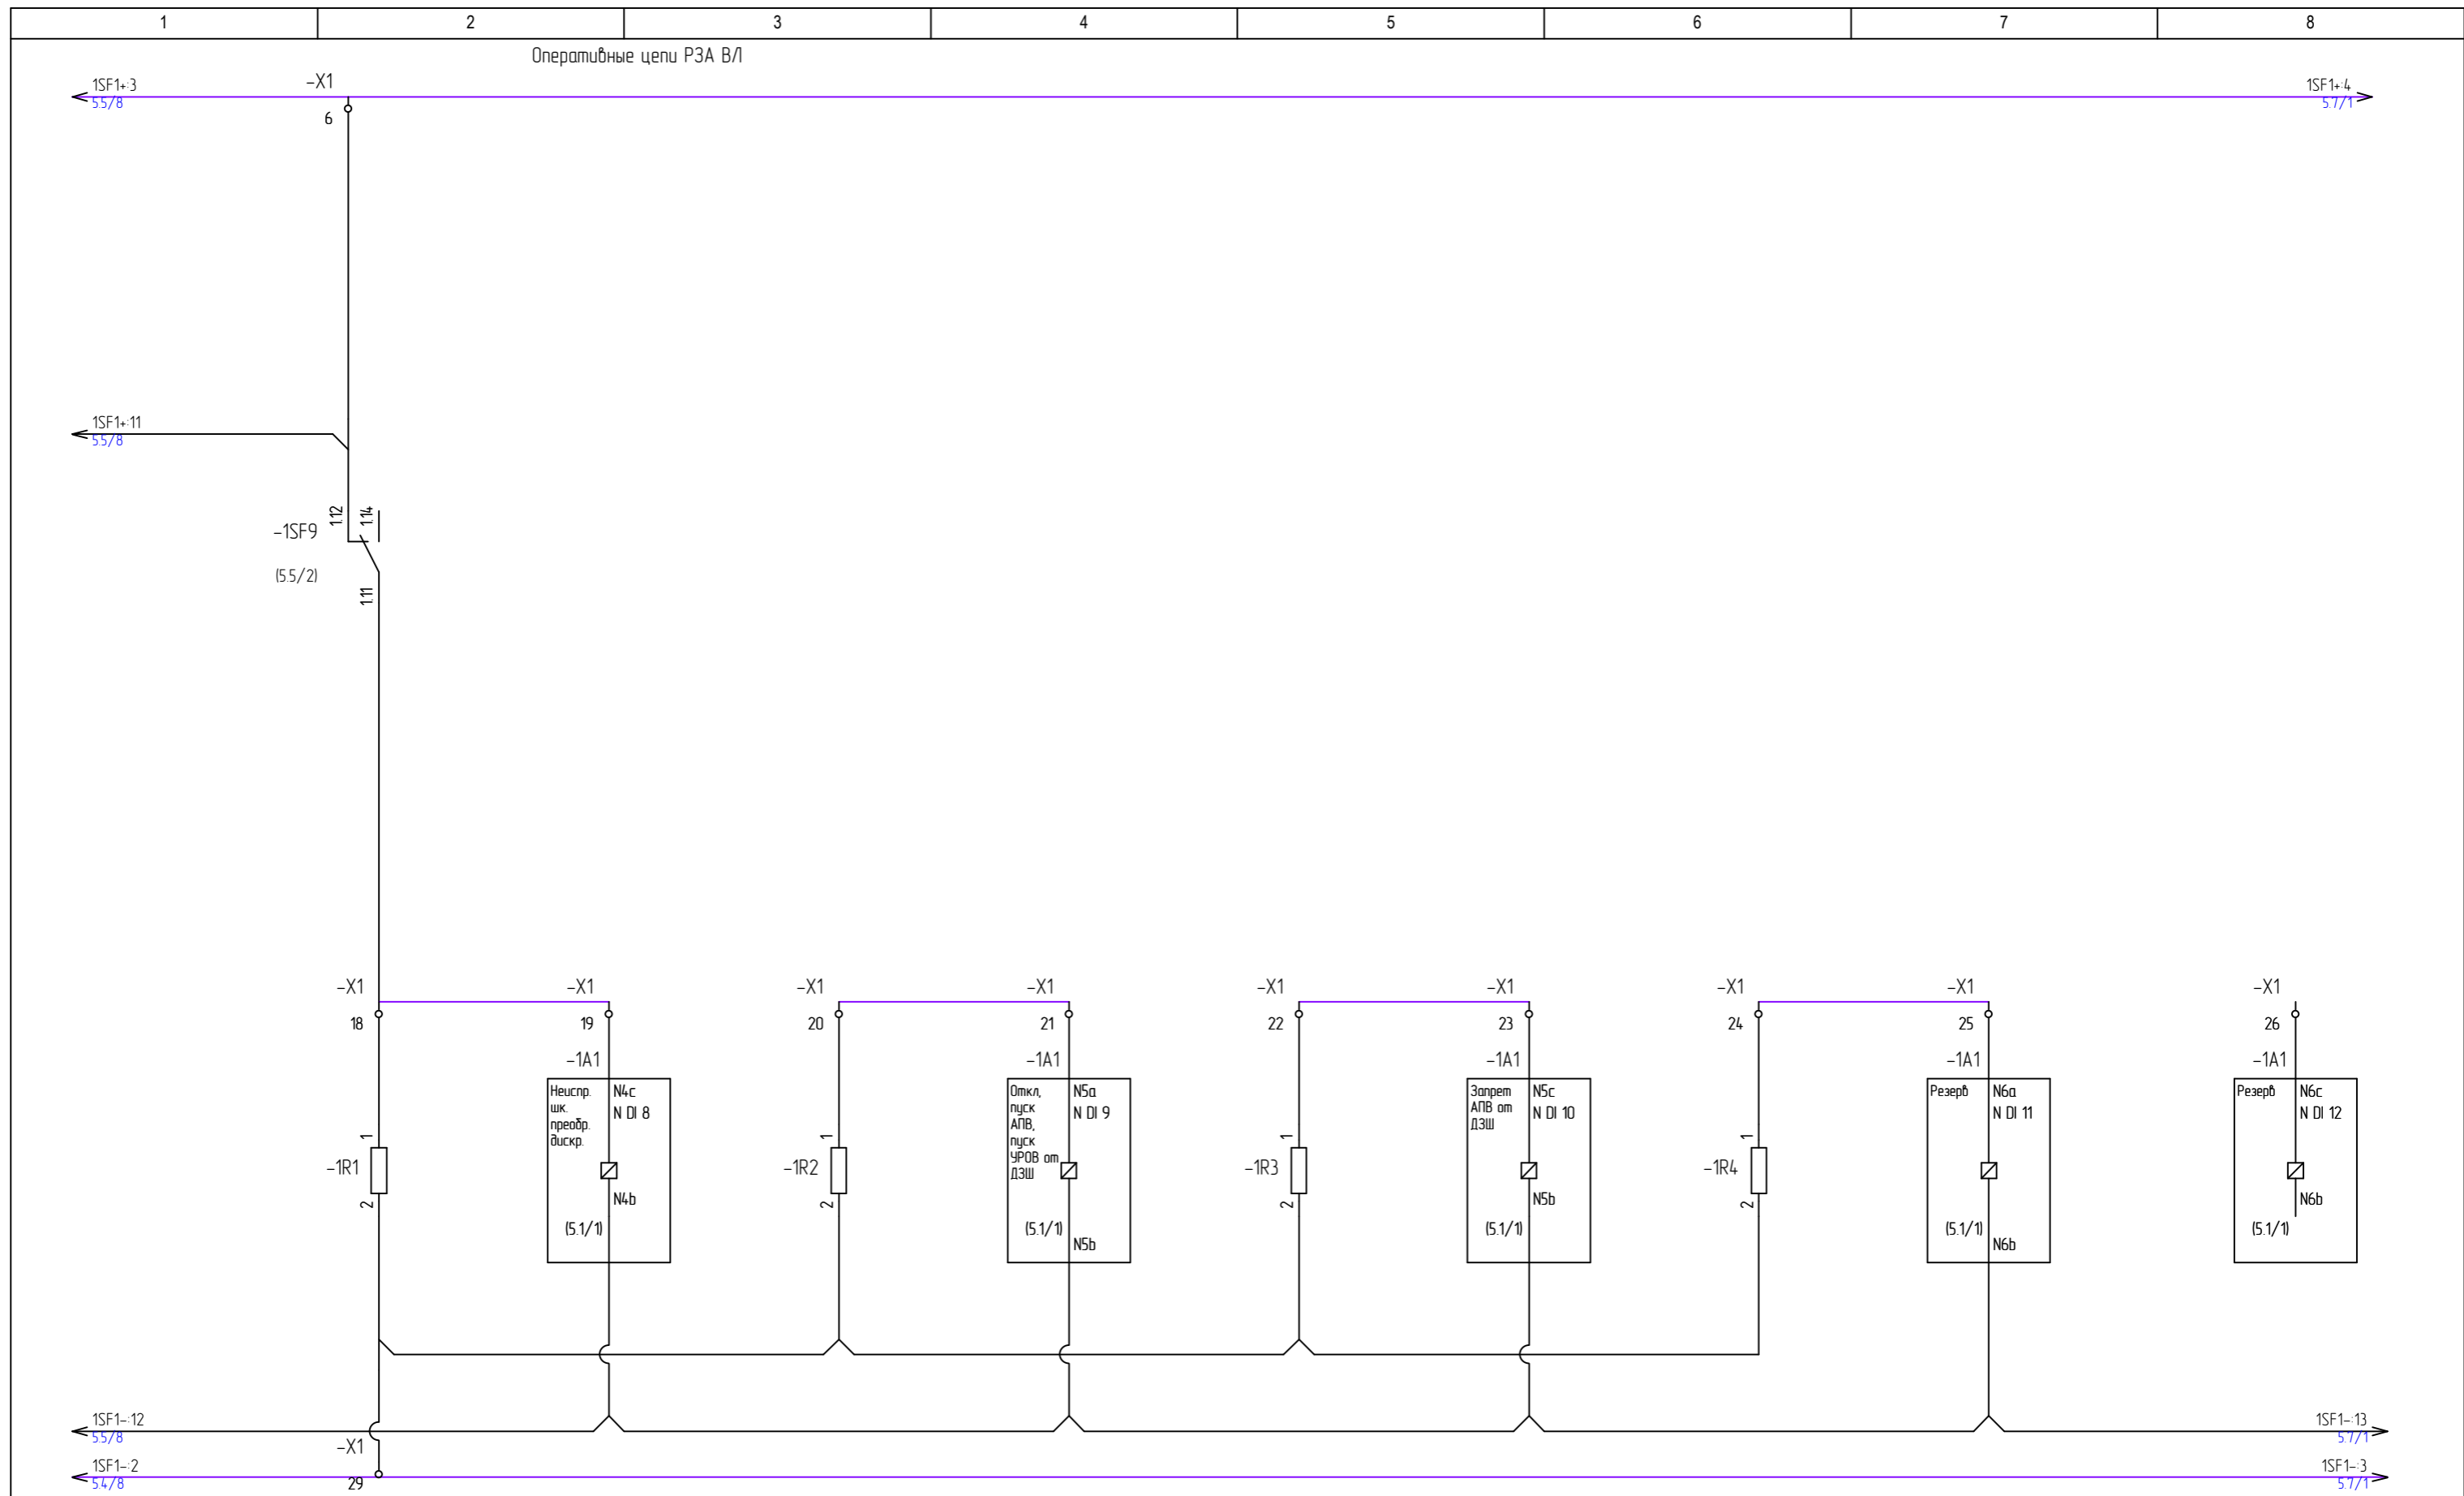 1 2 3 4 5 6 7 8
Оперативные цепи РЗА ВЛ
1SF1+:3
5.5/8
-X1
6
1SF1+:4
5.7/1
1SF1+:11
5.5/8
-1SF9
(5.5/2)
1.12
1.14
1.11
-X1
18
-X1
19
-X1
20
-X1
21
-X1
22
-X1
23
-X1
24
-X1
25
-X1
26
-1R1
1
2
-1A1
Неиспр.
шк.
преобр.
дискр.
N4c
N DI 8
N4b
(5.1/1)
-1R2
1
2
-1A1
Откл,
пуск
АПВ,
пуск
УРОВ от
ДЗШ
N5a
N DI 9
(5.1/1)
N5b
-1R3
1
2
-1A1
Запрет
АПВ от
ДЗШ
N5c
N DI 10
N5b
(5.1/1)
-1R4
1
2
-1A1
Резерв
N6a
N DI 11
(5.1/1)
N6b
-1A1
Резерв
N6c
N DI 12
N6b
(5.1/1)
1SF1-:12
5.5/8
1SF1-:13
5.7/1
-X1
29
1SF1-:2
5.4/8
1SF1-:3
5.7/1